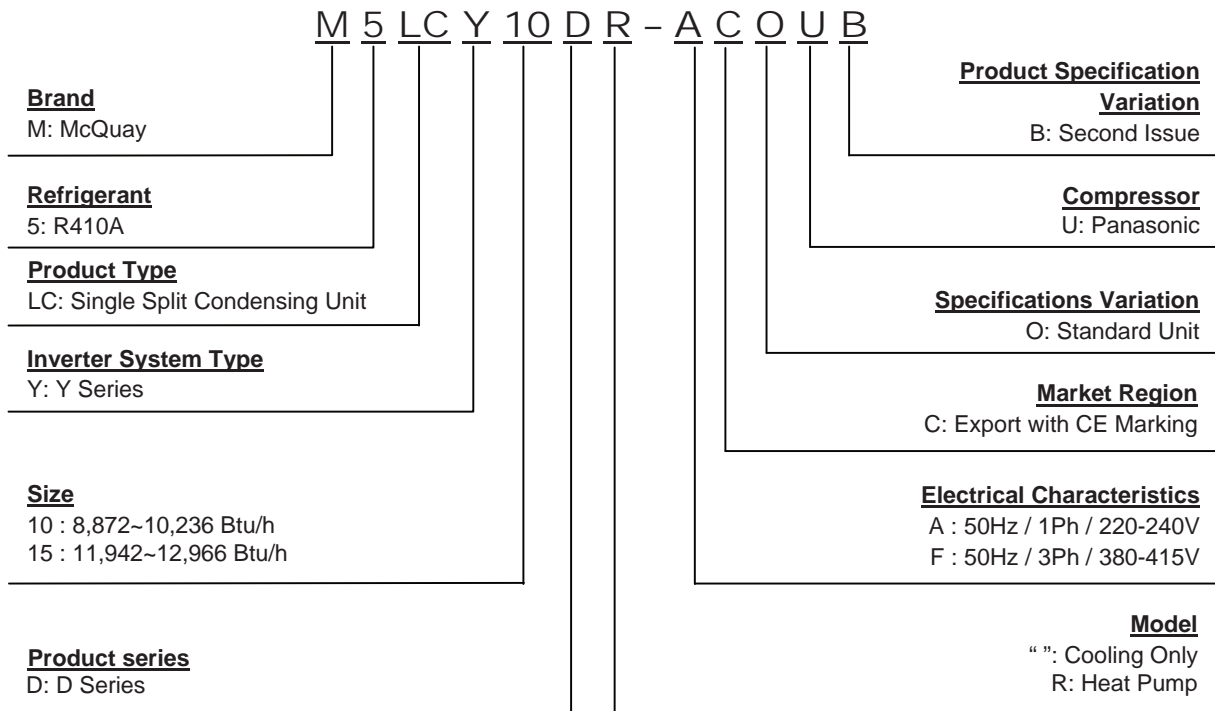 M 5 LC Y 10 D R – A C O U B
Brand
M: McQuay
Refrigerant
5: R410A
Product Type
LC: Single Split Condensing Unit
Inverter System Type
Y: Y Series
Size
10 : 8,872~10,236 Btu/h
15 : 11,942~12,966 Btu/h
Product series
D: D Series
Product Specification
Variation
B: Second Issue
Compressor
U: Panasonic
Specifications Variation
O: Standard Unit
Market Region
C: Export with CE Marking
Electrical Characteristics
A : 50Hz / 1Ph / 220-240V
F : 50Hz / 3Ph / 380-415V
Model
“ ”: Cooling Only
R: Heat Pump